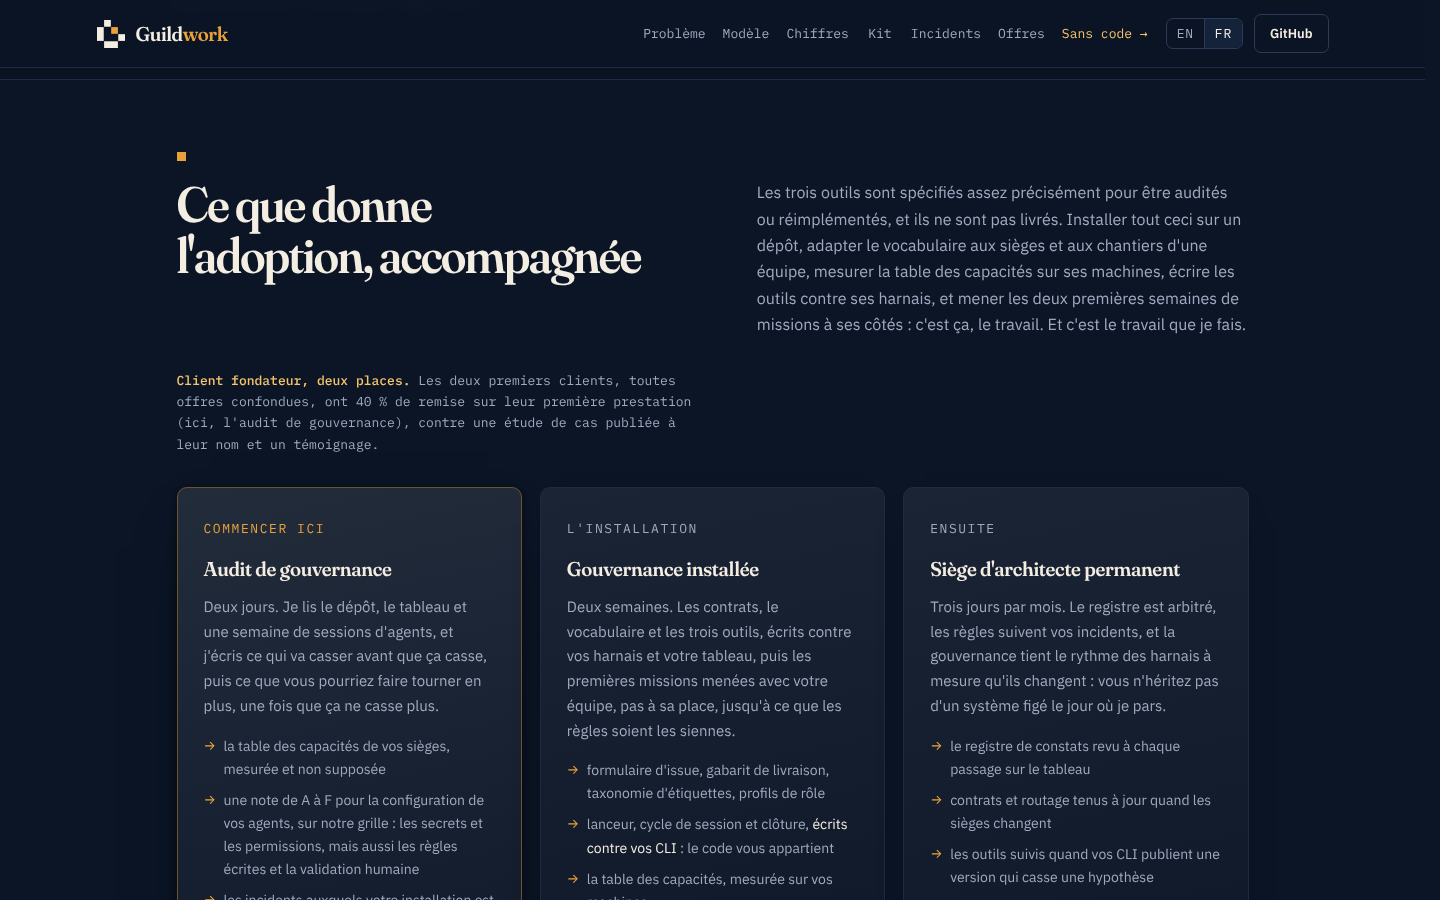 Guildwork
Problème Modèle Chiffres Kit Incidents Offres Sans code → EN FR GitHub
Ce que donne
l'adoption, accompagnée
Les trois outils sont spécifiés assez précisément pour être audités
ou réimplémentés, et ils ne sont pas livrés. Installer tout ceci sur un
dépôt, adapter le vocabulaire aux sièges et aux chantiers d'une
équipe, mesurer la table des capacités sur ses machines, écrire les
outils contre ses harnais, et mener les deux premières semaines de
missions à ses côtés : c'est ça, le travail. Et c'est le travail que je fais.
Client fondateur, deux places. Les deux premiers clients, toutes
offres confondues, ont 40 % de remise sur leur première prestation
(ici, l'audit de gouvernance), contre une étude de cas publiée à
leur nom et un témoignage.
COMMENCER ICI
Audit de gouvernance
Deux jours. Je lis le dépôt, le tableau et
une semaine de sessions d'agents, et
j'écris ce qui va casser avant que ça casse,
puis ce que vous pourriez faire tourner en
plus, une fois que ça ne casse plus.
→ la table des capacités de vos sièges,
mesurée et non supposée
→ une note de A à F pour la configuration de
vos agents, sur notre grille : les secrets et
les permissions, mais aussi les règles
écrites et la validation humaine
→ les incidents auxquels votre installation est
L'INSTALLATION
Gouvernance installée
Deux semaines. Les contrats, le
vocabulaire et les trois outils, écrits contre
vos harnais et votre tableau, puis les
premières missions menées avec votre
équipe, pas à sa place, jusqu'à ce que les
règles soient les siennes.
→ formulaire d'issue, gabarit de livraison,
taxonomie d'étiquettes, profils de rôle
→ lanceur, cycle de session et clôture, écrits
contre vos CLI : le code vous appartient
→ la table des capacités, mesurée sur vos
ENSUITE
Siège d'architecte permanent
Trois jours par mois. Le registre est arbitré,
les règles suivent vos incidents, et la
gouvernance tient le rythme des harnais à
mesure qu'ils changent : vous n'héritez pas
d'un système figé le jour où je pars.
→ le registre de constats revu à chaque
passage sur le tableau
→ contrats et routage tenus à jour quand les
sièges changent
→ les outils suivis quand vos CLI publient une
version qui casse une hypothèse